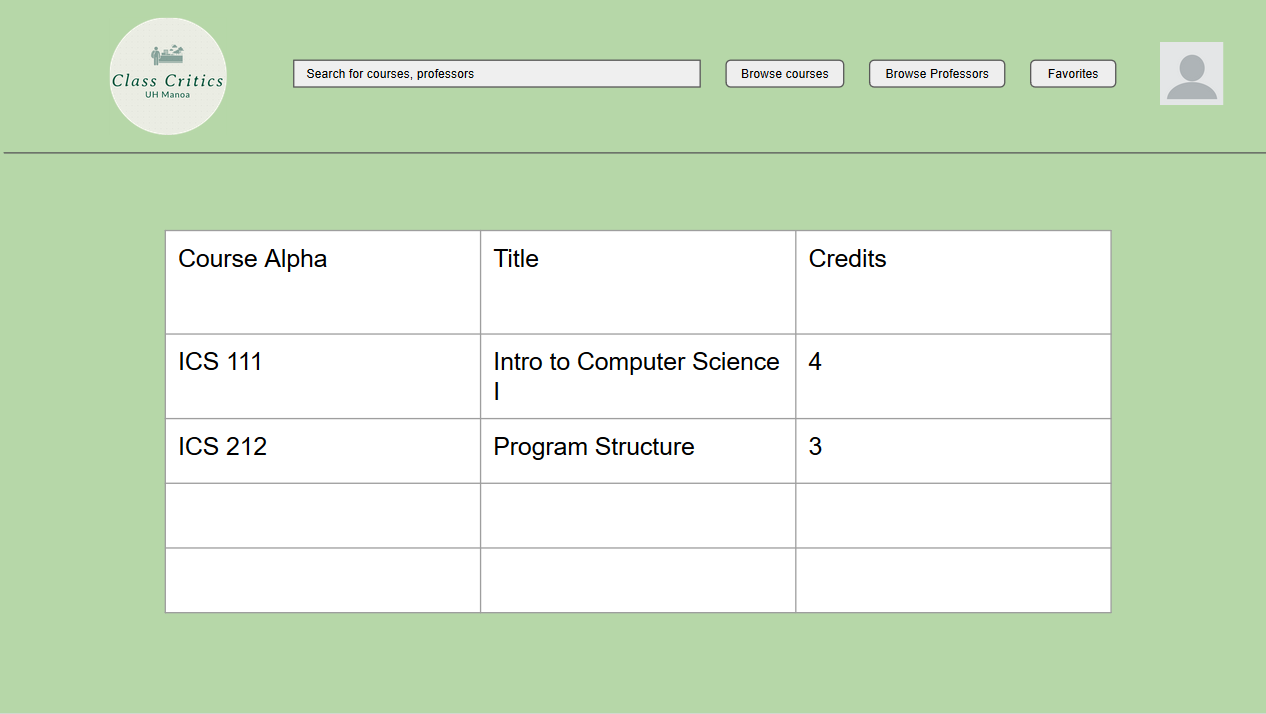 Class Critics
UH Manoa
Search for courses, professors
Browse courses
Browse Professors
Favorites
Course Alpha
Title
Credits
ICS 111
Intro to Computer Science
I
4
ICS 212
Program Structure
3